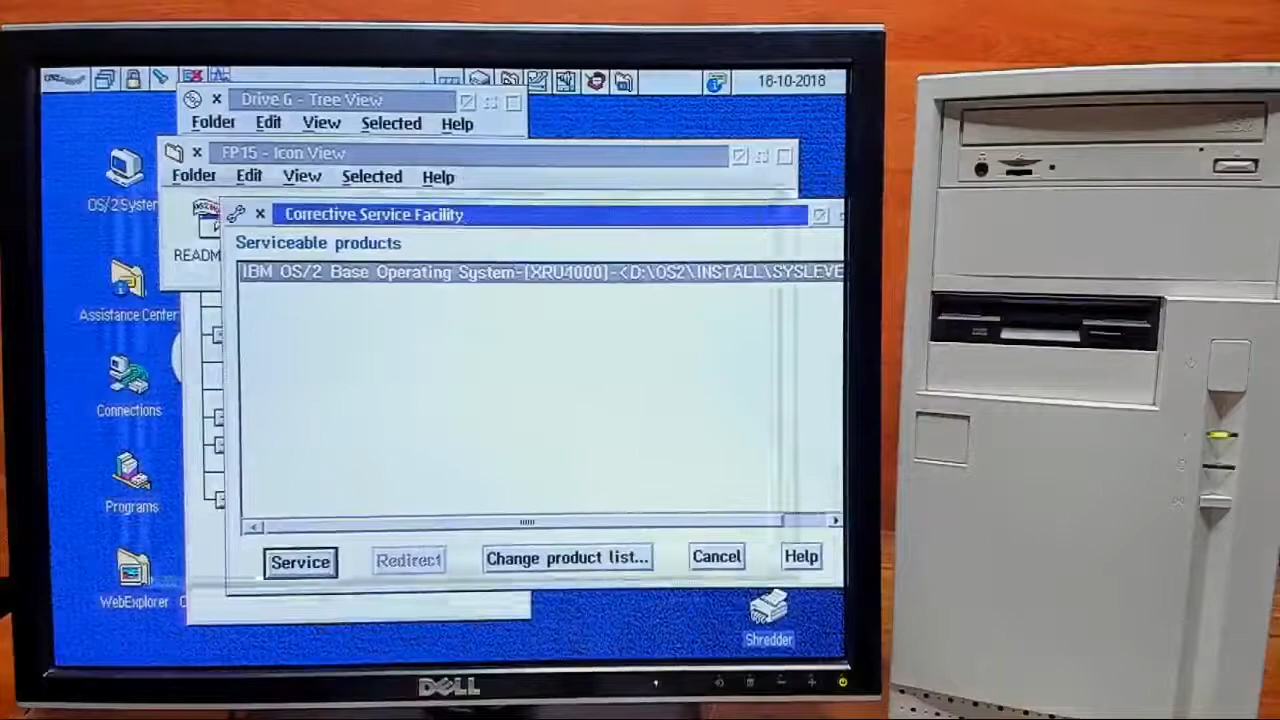 18-10-2018
Drive G - Tree View
Folder Edit View Selected Help
FP15 - Icon View
Folder Edit View Selected Help
OS/2 System
READM
Corrective Service Facility
Serviceable products
IBM OS/2 Base Operating System-[XRU4000]-<D:\OS2\INSTALL\SYSLEVE
Assistance Center
Connections
Programs
WebExplorer
Service Redirect Change product list... Cancel Help
Shredder
DELL